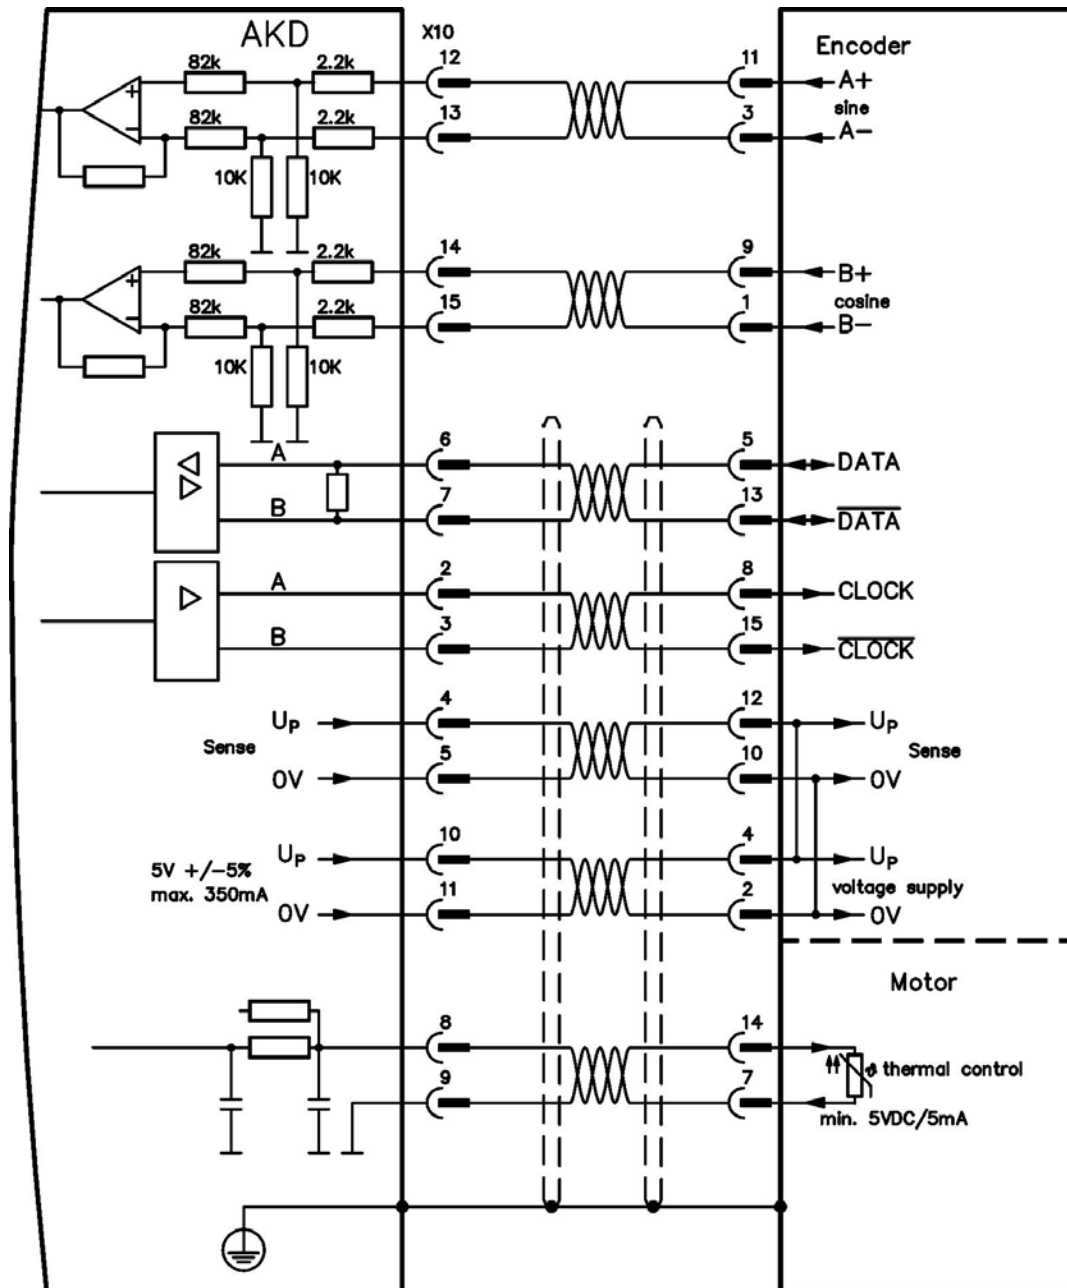 AKD
X10
Encoder
82k 2.2k 12 11 A+
sine
82k 2.2k 13 3 A-
10K 10K
82k 2.2k 14 9 B+
cosine
82k 2.2k 15 1 B-
10K 10K
A 6 5 DATA
B 7 13 DATA
A 2 8 CLOCK
B 3 15 CLOCK
UP 4 12 UP
Sense Sense
0V 5 10 0V
UP 10 4 UP
5V +/-5%
max. 350mA
voltage supply
0V 11 2 0V
Motor
8 14
ϑ thermal control
9 7
min. 5VDC/5mA